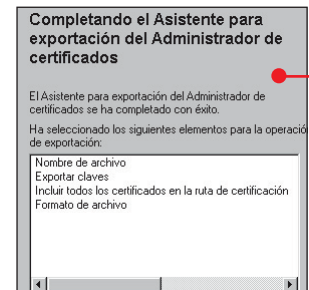 Completando el Asistente para
exportación del Administrador de
certificados
El Asistente para exportación del Administrador de
certificados se ha completado con éxito.
Ha seleccionado los siguientes elementos para la operació
de exportación:
Nombre de archivo
Exportar claves
Incluir todos los certificados en la ruta de certificación
Formato de archivo